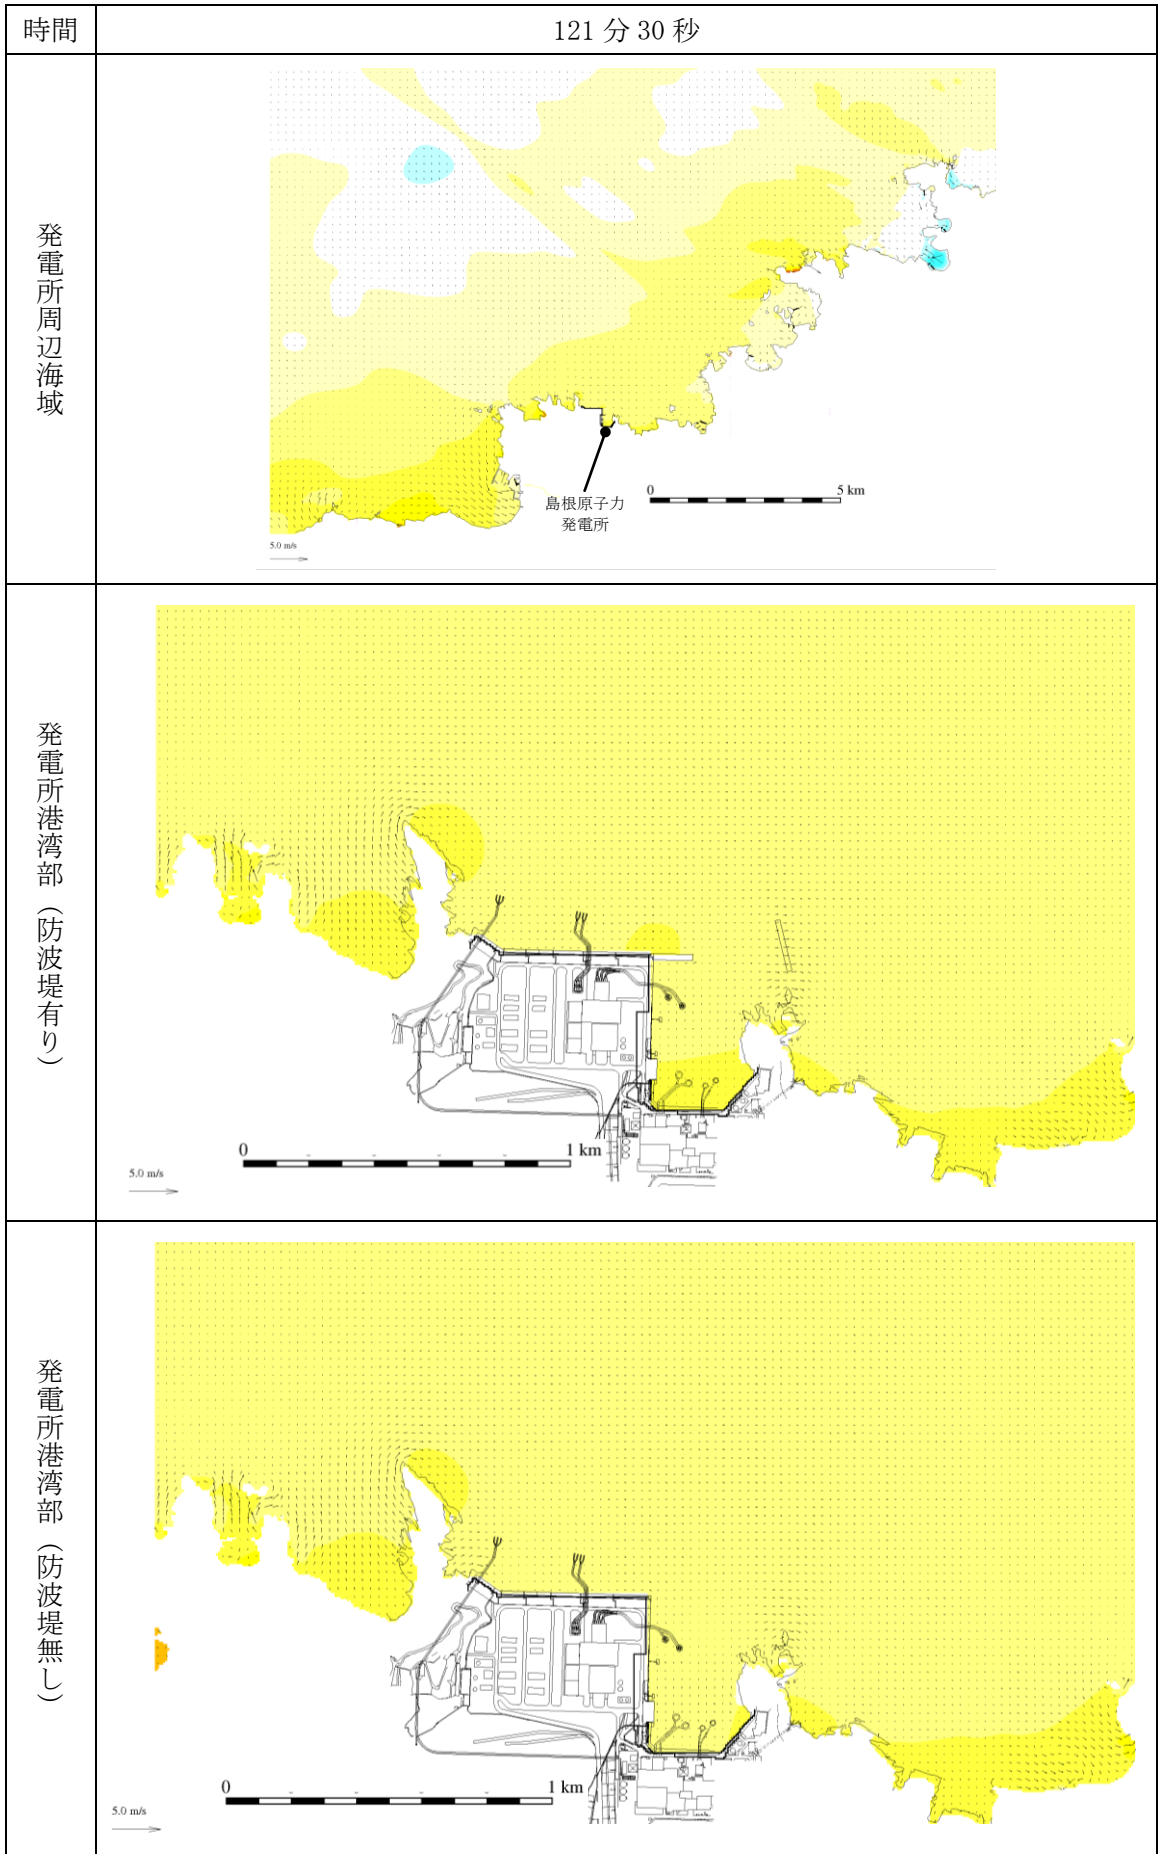 時間
121 分 30 秒
発電所周辺海域
島根原子力
発電所
0
5 km
5.0 m/s
発電所港湾部（防波堤有り）
0
1 km
5.0 m/s
発電所港湾部（防波堤無し）
0
1 km
5.0 m/s